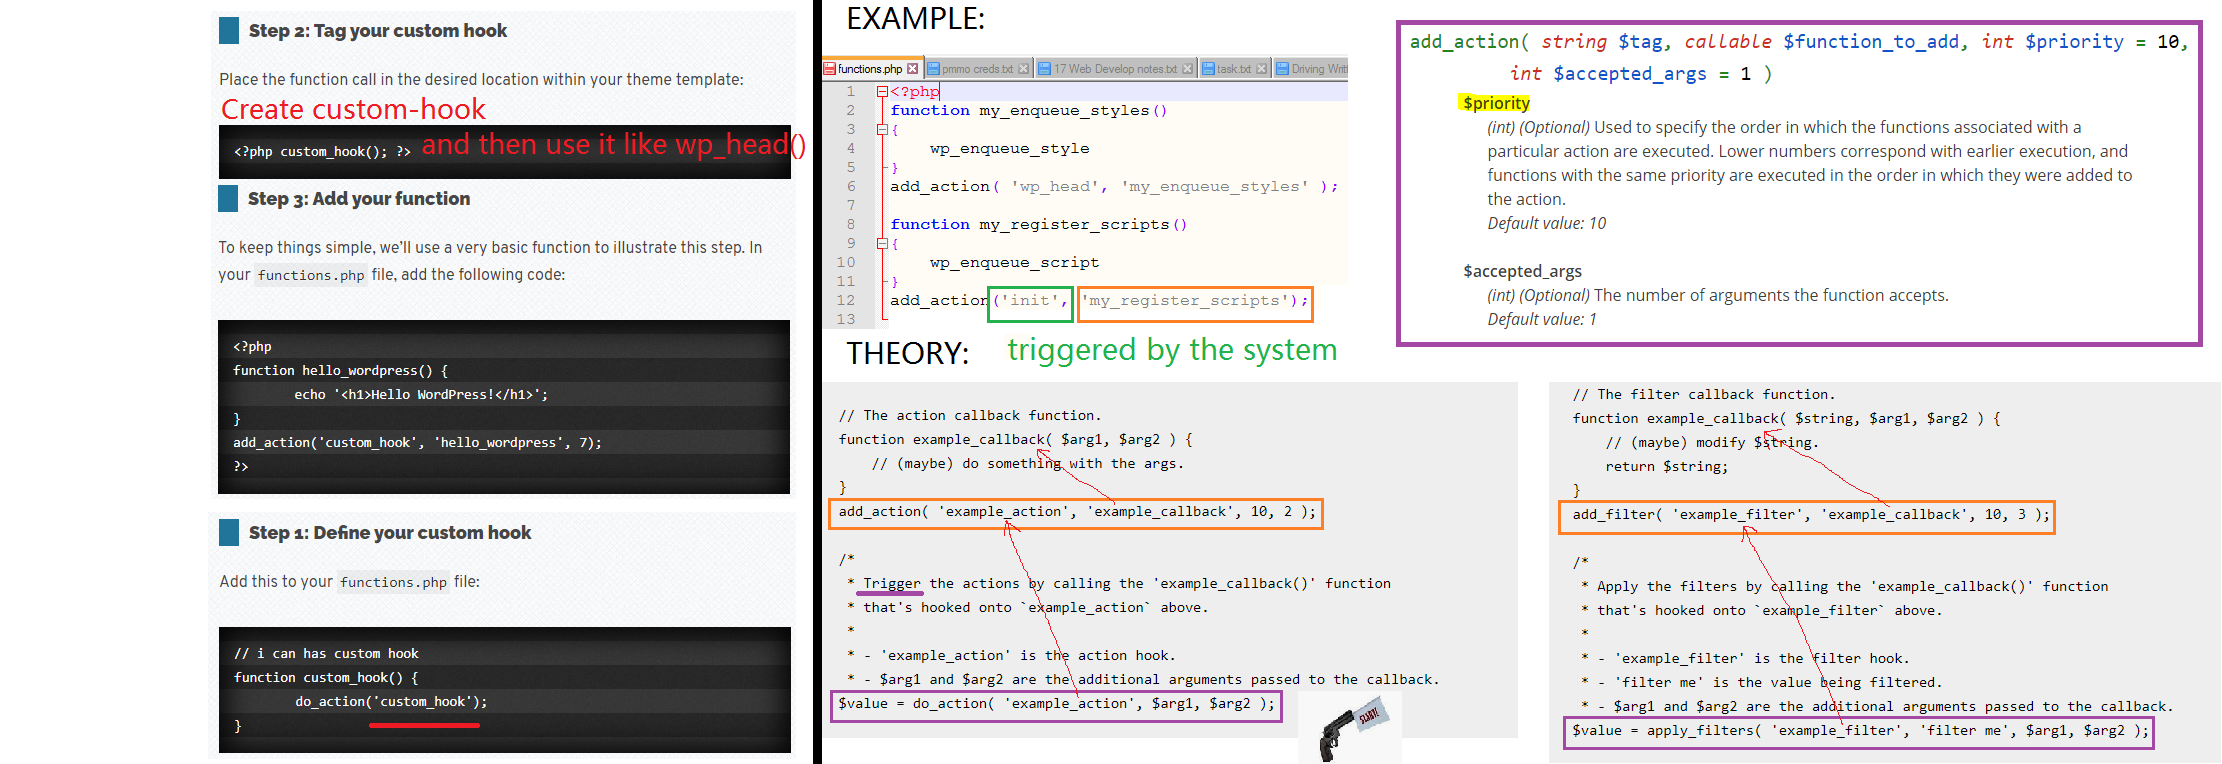 Step 2: Tag your custom hook
Place the function call in the desired location within your theme template:
Create custom-hook
<?php custom_hook(); ?> and then use it like wp_head()
Step 3: Add your function
To keep things simple, we’ll use a very basic function to illustrate this step. In
your functions.php file, add the following code:
<?php
function hello_wordpress() {
echo '<h1>Hello WordPress!</h1>';
}
add_action('custom_hook', 'hello_wordpress', 7);
?>
Step 1: Define your custom hook
Add this to your functions.php file:
// i can has custom hook
function custom_hook() {
do_action('custom_hook');
}
EXAMPLE:
functions.php pmmo creds.txt 17 Web Develop notes.txt task.txt Driving Writ
1 <?php
2 function my_enqueue_styles()
3 {
4 wp_enqueue_style
5 }
6 add_action( 'wp_head', 'my_enqueue_styles' );
7
8 function my_register_scripts()
9 {
10 wp_enqueue_script
11 }
12 add_action('init', 'my_register_scripts');
13
THEORY: triggered by the system
// The action callback function.
function example_callback( $arg1, $arg2 ) {
// (maybe) do something with the args.
}
add_action( 'example_action', 'example_callback', 10, 2 );
/*
* Trigger the actions by calling the 'example_callback()' function
* that's hooked onto `example_action` above.
*
* - 'example_action' is the action hook.
* - $arg1 and $arg2 are the additional arguments passed to the callback.
$value = do_action( 'example_action', $arg1, $arg2 );
add_action( string $tag, callable $function_to_add, int $priority = 10,
int $accepted_args = 1 )
$priority
(int) (Optional) Used to specify the order in which the functions associated with a
particular action are executed. Lower numbers correspond with earlier execution, and
functions with the same priority are executed in the order in which they were added to
the action.
Default value: 10
$accepted_args
(int) (Optional) The number of arguments the function accepts.
Default value: 1
// The filter callback function.
function example_callback( $string, $arg1, $arg2 ) {
// (maybe) modify $string.
return $string;
}
add_filter( 'example_filter', 'example_callback', 10, 3 );
/*
* Apply the filters by calling the 'example_callback()' function
* that's hooked onto `example_filter` above.
*
* - 'example_filter' is the filter hook.
* - 'filter me' is the value being filtered.
* - $arg1 and $arg2 are the additional arguments passed to the callback.
$value = apply_filters( 'example_filter', 'filter me', $arg1, $arg2 );